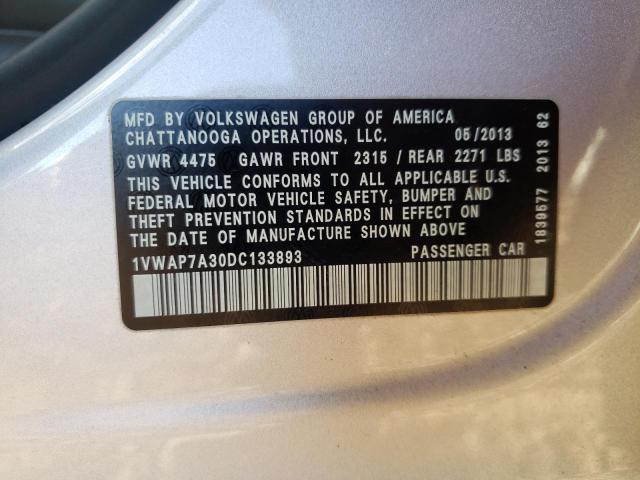 MFD BY VOLKSWAGEN GROUP OF AMERICA
CHATTANOOGA OPERATIONS, LLC. 05/2013
GVWR 4475 GAWR FRONT 2315 / REAR 2271 LBS
THIS VEHICLE CONFORMS TO ALL APPLICABLE U.S.
FEDERAL MOTOR VEHICLE SAFETY, BUMPER AND
THEFT PREVENTION STANDARDS IN EFFECT ON
THE DATE OF MANUFACTURE SHOWN ABOVE
1VWAP7A30DC133893 PASSENGER CAR
1839577 2013 62